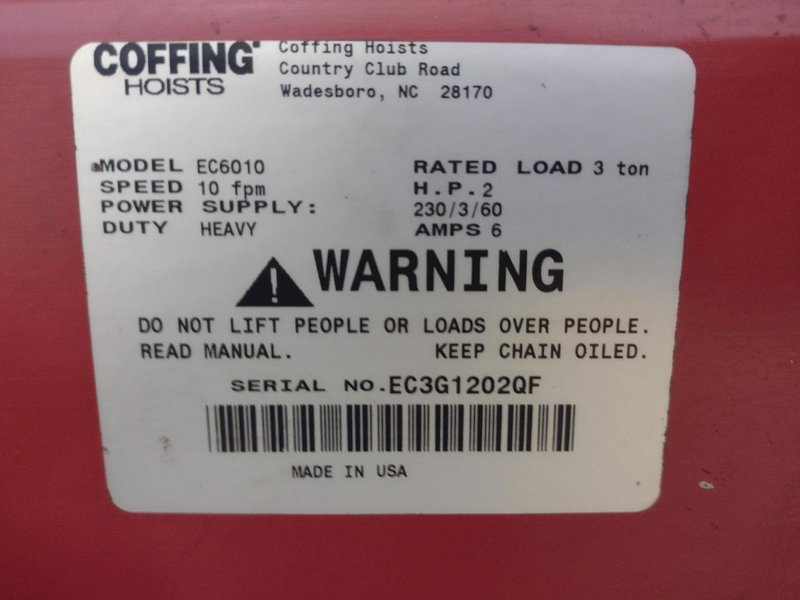 COFFING
HOISTS
Coffing Hoists
Country Club Road
Wadesboro, NC 28170
MODEL EC6010
RATED LOAD 3 ton
SPEED 10 fpm
H.P. 2
POWER SUPPLY: 230/3/60
DUTY HEAVY
AMPS 6
! WARNING
DO NOT LIFT PEOPLE OR LOADS OVER PEOPLE.
READ MANUAL. KEEP CHAIN OILED.
SERIAL NO. EC3G1202QF
MADE IN USA